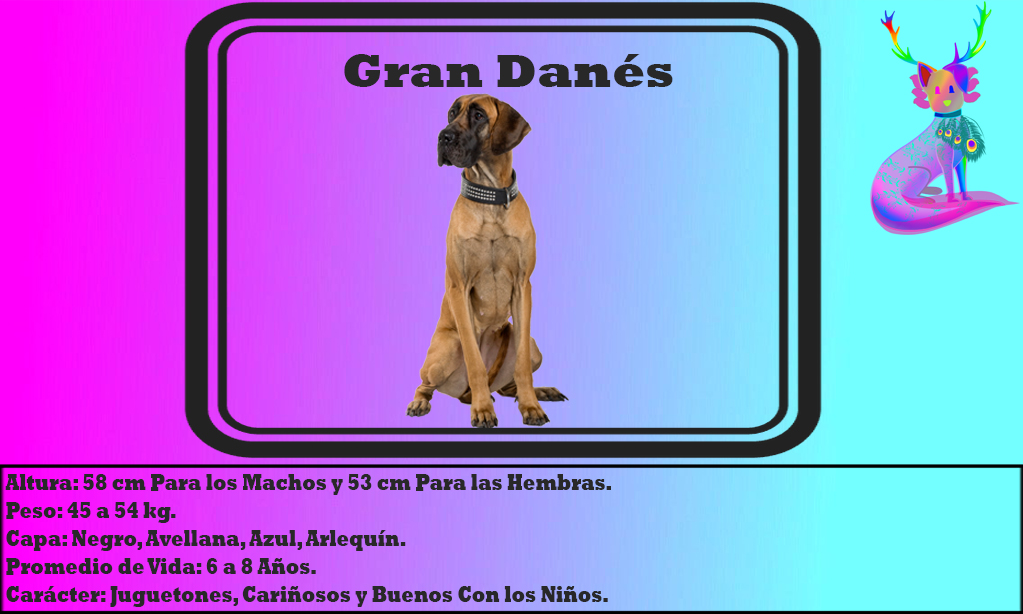 Gran Danés
Altura: 58 cm Para los Machos y 53 cm Para las Hembras.
Peso: 45 a 54 kg.
Capa: Negro, Avellana, Azul, Arlequín.
Promedio de Vida: 6 a 8 Años.
Carácter: Juguetones, Cariñosos y Buenos Con los Niños.